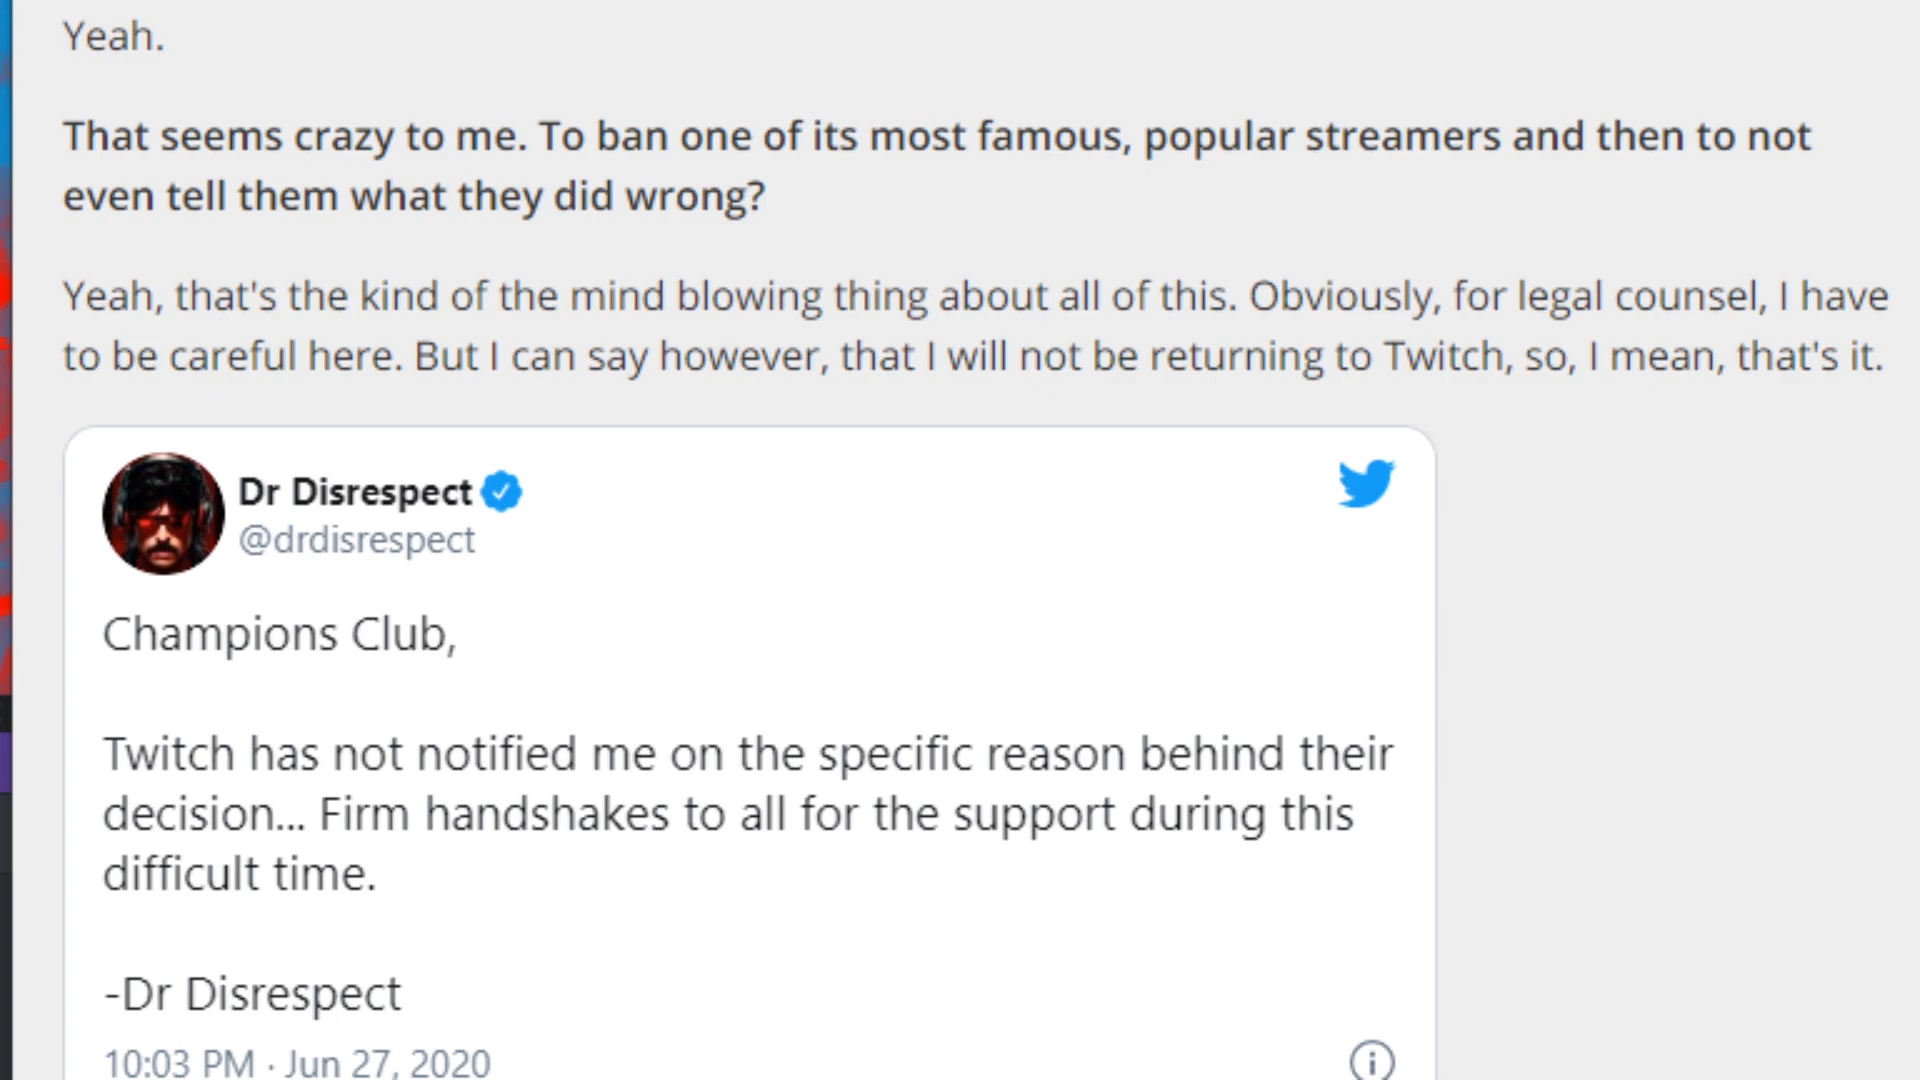 Yeah.
That seems crazy to me. To ban one of its most famous, popular streamers and then to not
even tell them what they did wrong?
Yeah, that's the kind of the mind blowing thing about all of this. Obviously, for legal counsel, I have
to be careful here. But I can say however, that I will not be returning to Twitch, so, I mean, that's it.
Dr Disrespect
@drdisrespect
Champions Club,
Twitch has not notified me on the specific reason behind their
decision... Firm handshakes to all for the support during this
difficult time.
-Dr Disrespect
10:03 PM · Jun 27, 2020